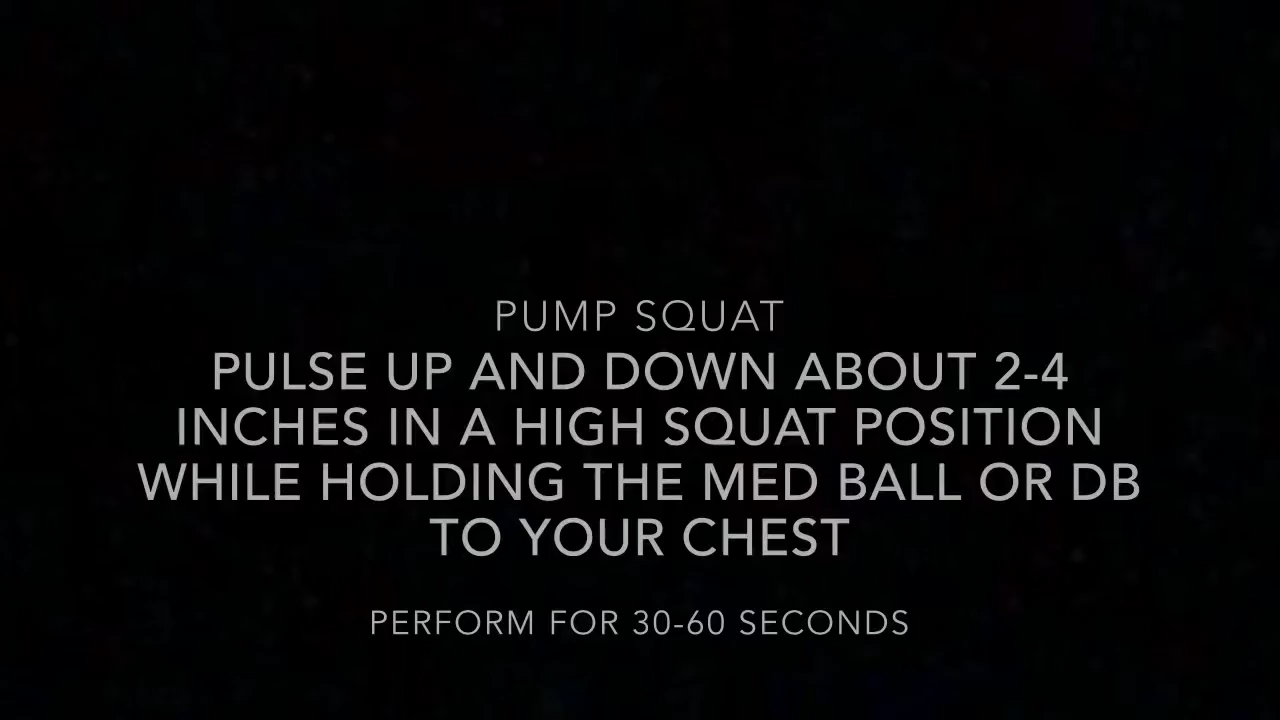 PUMP SQUAT
PULSE UP AND DOWN ABOUT 2-4
INCHES IN A HIGH SQUAT POSITION
WHILE HOLDING THE MED BALL OR DB
TO YOUR CHEST
PERFORM FOR 30-60 SECONDS